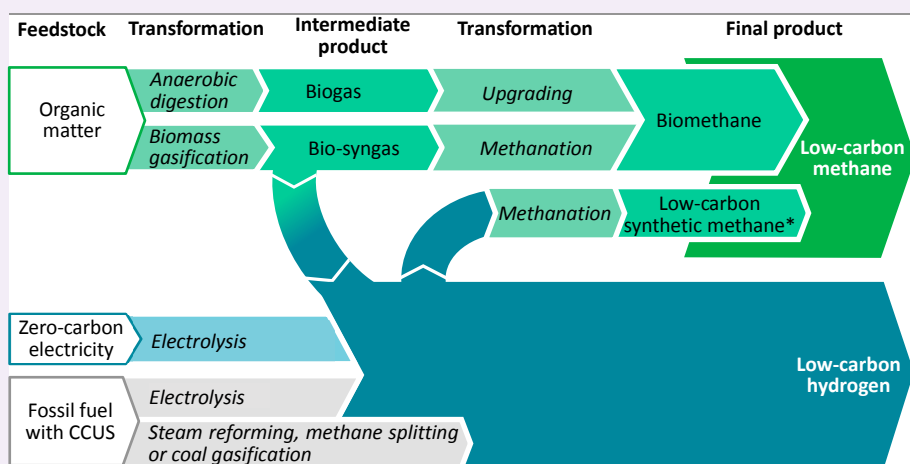 Feedstock
Transformation
Intermediate
product
Transformation
Final product
Organic
matter
Anaerobic
digestion
Biogas
Upgrading
Biomass
gasification
Bio-syngas
Methanation
Biomethane
Low-carbon
methane
Methanation
Low-carbon
synthetic methane*
Zero-carbon
electricity
Electrolysis
Low-carbon
hydrogen
Fossil fuel
with CCUS
Electrolysis
Steam reforming, methane splitting
or coal gasification